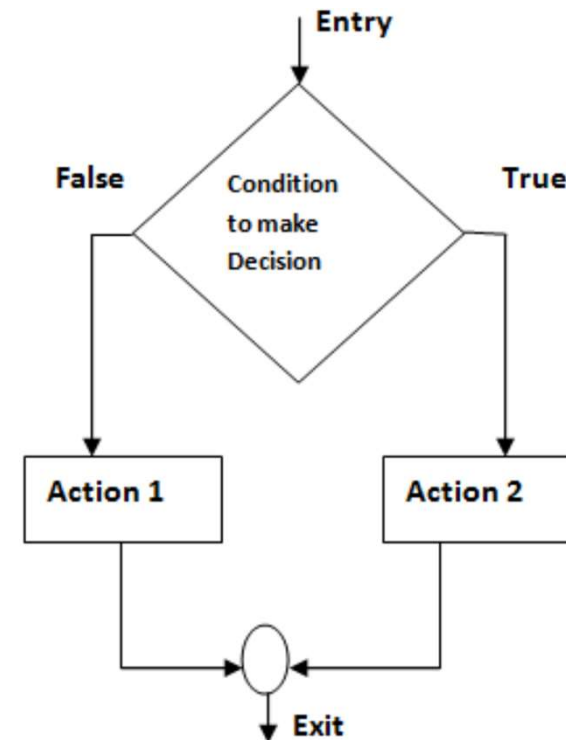 Entry
False
True
Condition
to make
Decision
Action 1
Action 2
Exit